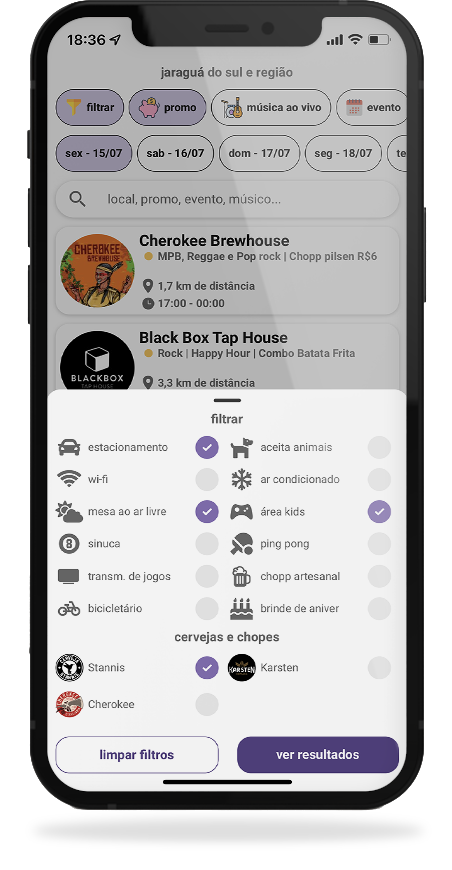 18:36
jaraguá do sul e região
filtrar
promo
música ao vivo
evento
sex - 15/07
sab - 16/07
dom - 17/07
seg - 18/07
te
local, promo, evento, músico...
CHEROKEE
BREWHOUSE
Cherokee Brewhouse
MPB, Reggae e Pop rock | Chopp pilsen R$6
1,7 km de distância
17:00 - 00:00
BLACKBOX
TAP HOUSE
Black Box Tap House
Rock | Happy Hour | Combo Batata Frita
3,3 km de distância
filtrar
estacionamento
aceita animais
wi-fi
ar condicionado
mesa ao ar livre
área kids
8
sinuca
ping pong
transm. de jogos
chopp artesanal
bicicletário
brinde de aniver
cervejas e chopes
Stannis
KARSTEN
Karsten
Cherokee
limpar filtros
ver resultados